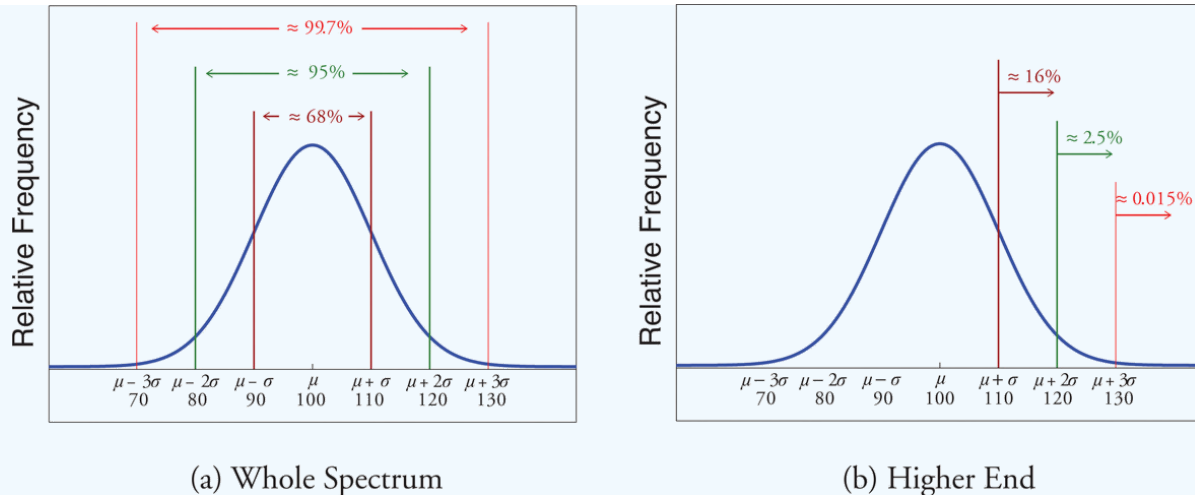 ≈ 99.7%
≈ 95%
≈ 68%
Relative Frequency
μ − 3σ μ − 2σ μ − σ μ μ + σ μ + 2σ μ + 3σ
70 80 90 100 110 120 130
(a) Whole Spectrum
≈ 16%
≈ 2.5%
≈ 0.015%
Relative Frequency
μ − 3σ μ − 2σ μ − σ μ μ + σ μ + 2σ μ + 3σ
70 80 90 100 110 120 130
(b) Higher End